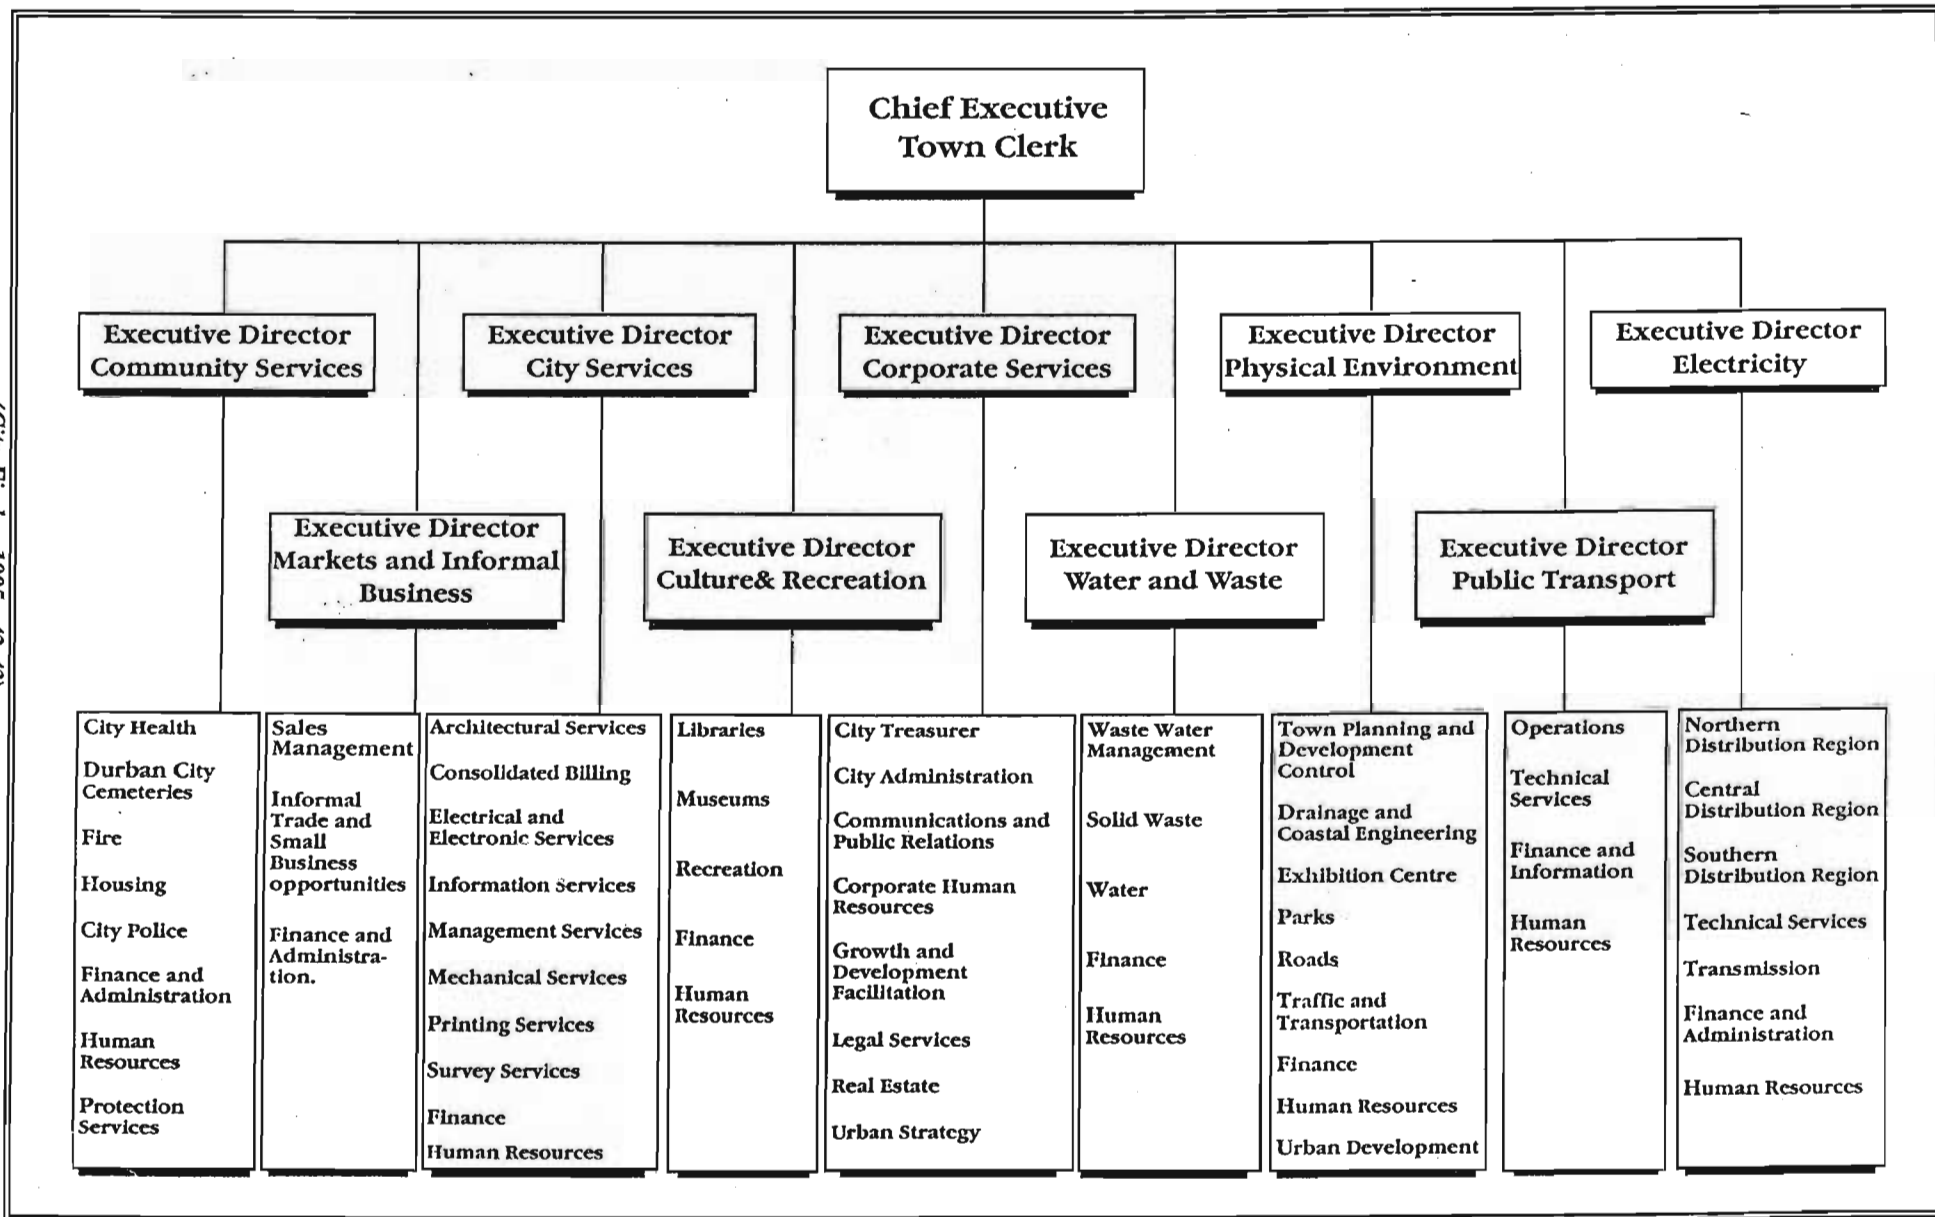 Chief Executive
Town Clerk
Executive Director
Community Services
Executive Director
City Services
Executive Director
Corporate Services
Executive Director
Physical Environment
Executive Director
Electricity
Executive Director
Markets and Informal
Business
Executive Director
Culture& Recreation
Executive Director
Water and Waste
Executive Director
Public Transport
City Health
Durban City
Cemeteries
Fire
Housing
City Police
Finance and
Administration
Human
Resources
Protection
Services
Sales
Management
Informal
Trade and
Small
Business
opportunities
Finance and
Administra-
tion.
Architectural Services
Consolidated Billing
Electrical and
Electronic Services
Information Services
Management Services
Mechanical Services
Printing Services
Survey Services
Finance
Human Resources
Libraries
Museums
Recreation
Finance
Human
Resources
City Treasurer
City Administration
Communications and
Public Relations
Corporate Human
Resources
Growth and
Development
Facilitation
Legal Services
Real Estate
Urban Strategy
Waste Water
Management
Solid Waste
Water
Finance
Human
Resources
Town Planning and
Development
Control
Drainage and
Coastal Engineering
Exhibition Centre
Parks
Roads
Traffic and
Transportation
Finance
Human Resources
Urban Development
Operations
Technical
Services
Finance and
Information
Human
Resources
Northern
Distribution Region
Central
Distribution Region
Southern
Distribution Region
Technical Services
Transmission
Finance and
Administration
Human Resources